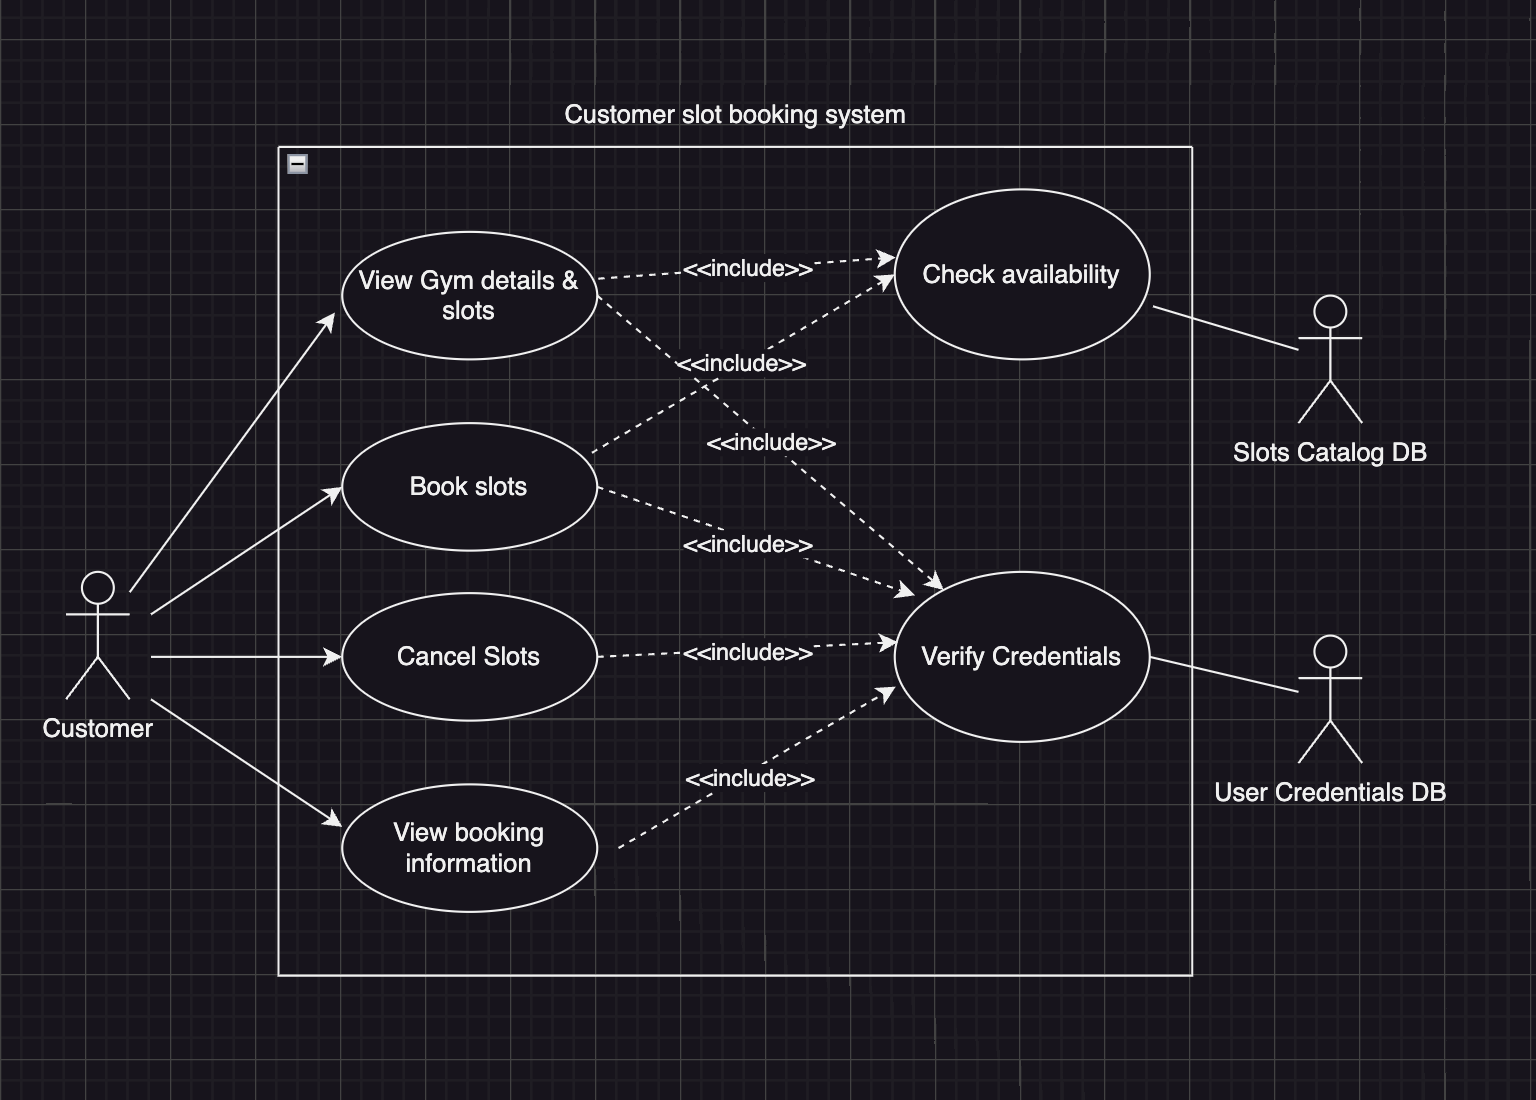 Customer slot booking system
View Gym details &
slots
<<include>>
Check availability
<<include>>
<<include>>
Slots Catalog DB
Book slots
<<include>>
Cancel Slots
<<include>>
Verify Credentials
Customer
<<include>>
User Credentials DB
View booking
information